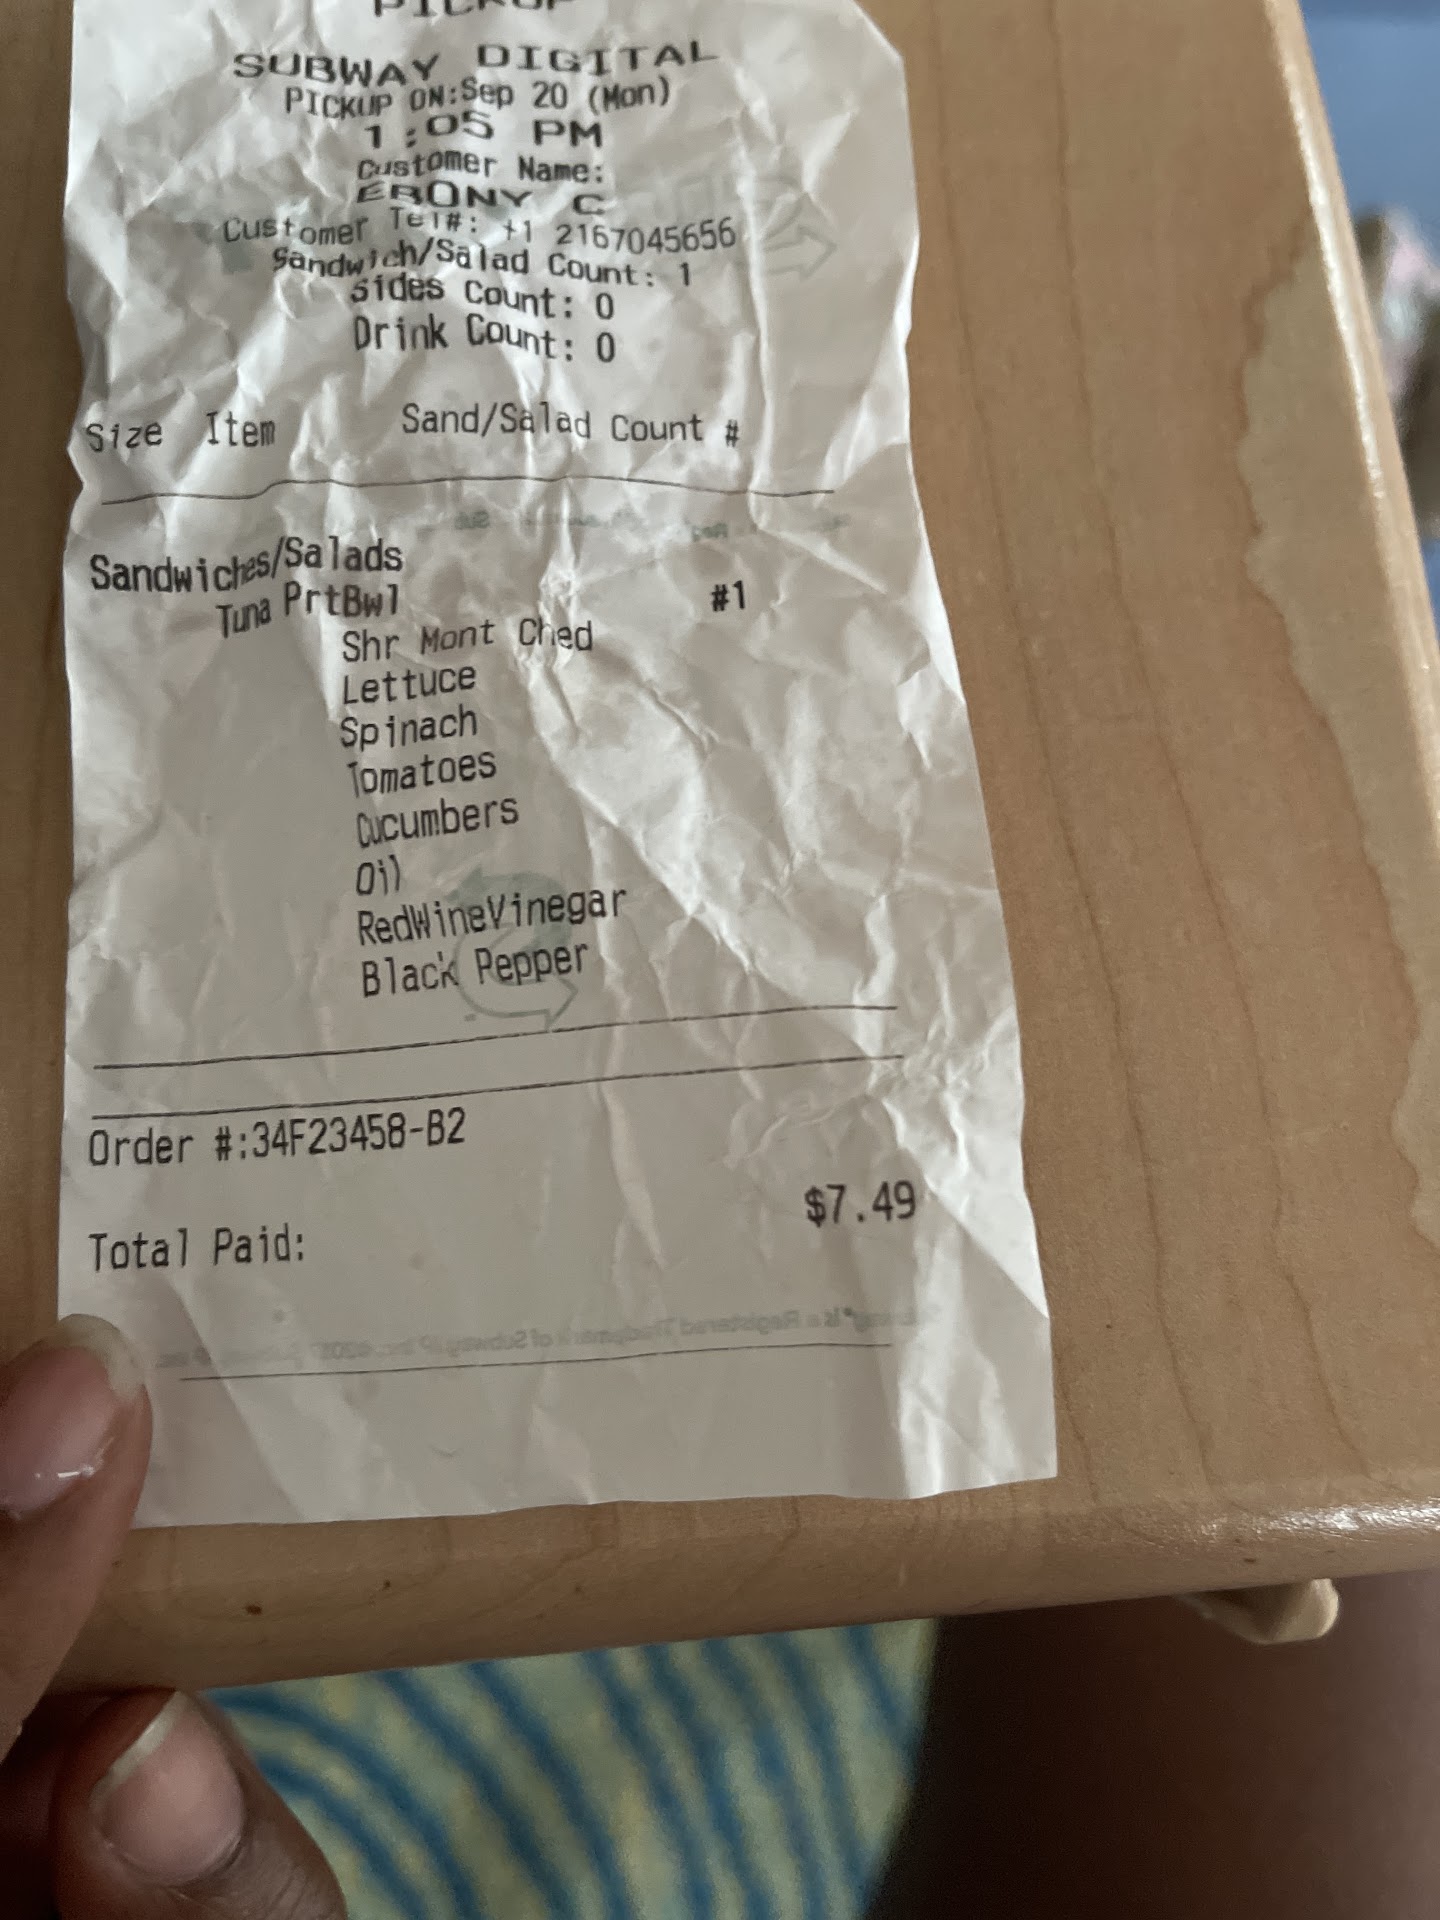 PICKUP
SUBWAY DIGITAL
PICKUP ON:Sep 20 (Mon)
1:05 PM
Customer Name:
EBONY C
Customer Tel#: +1 2167045656
Sandwich/Salad Count: 1
Sides Count: 0
Drink Count: 0
Size Item Sand/Salad Count #
Sandwiches/Salads
Tuna PrtBwl #1
Shr Mont Ched
Lettuce
Spinach
Tomatoes
Cucumbers
Oil
RedWineVinegar
Black Pepper
Order #:34F23458-B2
$7.49
Total Paid: